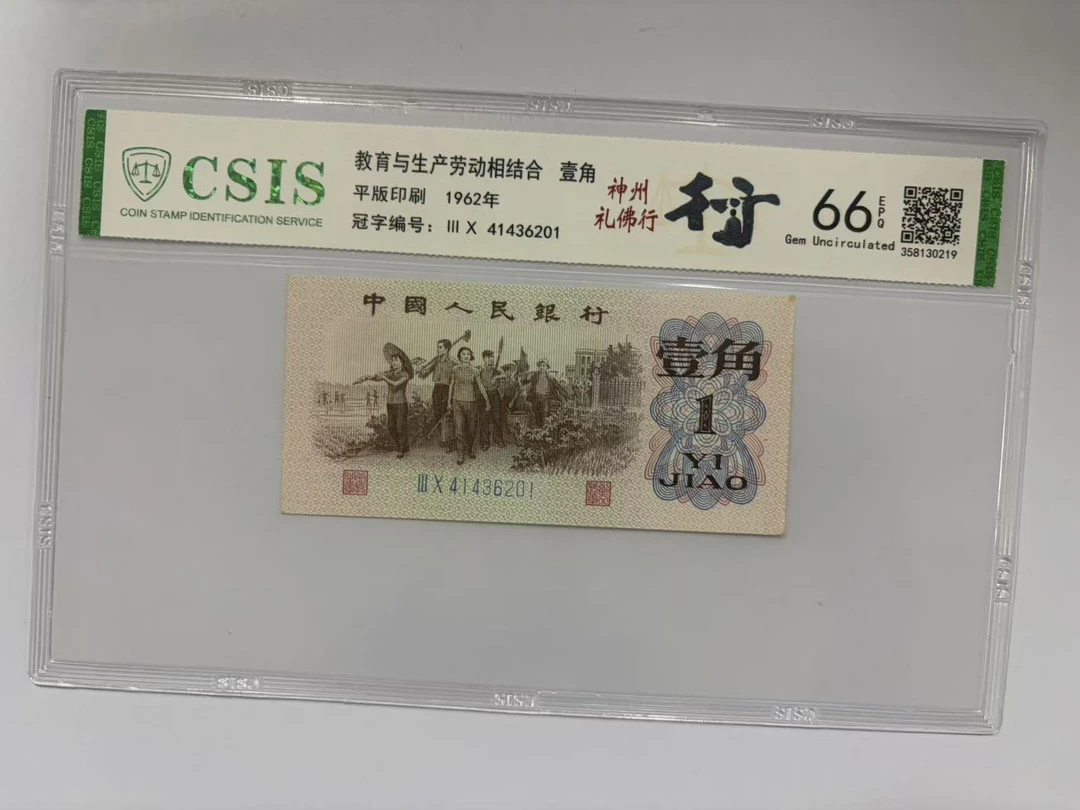 CSIS
COIN STAMP IDENTIFICATION SERVICE
教育与生产劳动相结合 壹角
平版印刷 1962年
冠字编号: III X 41436201
神州
礼佛行
66
EPQ
Gem Uncirculated
358130219
中國人民銀行
壹角
1
YI
JIAO
III X 41436201